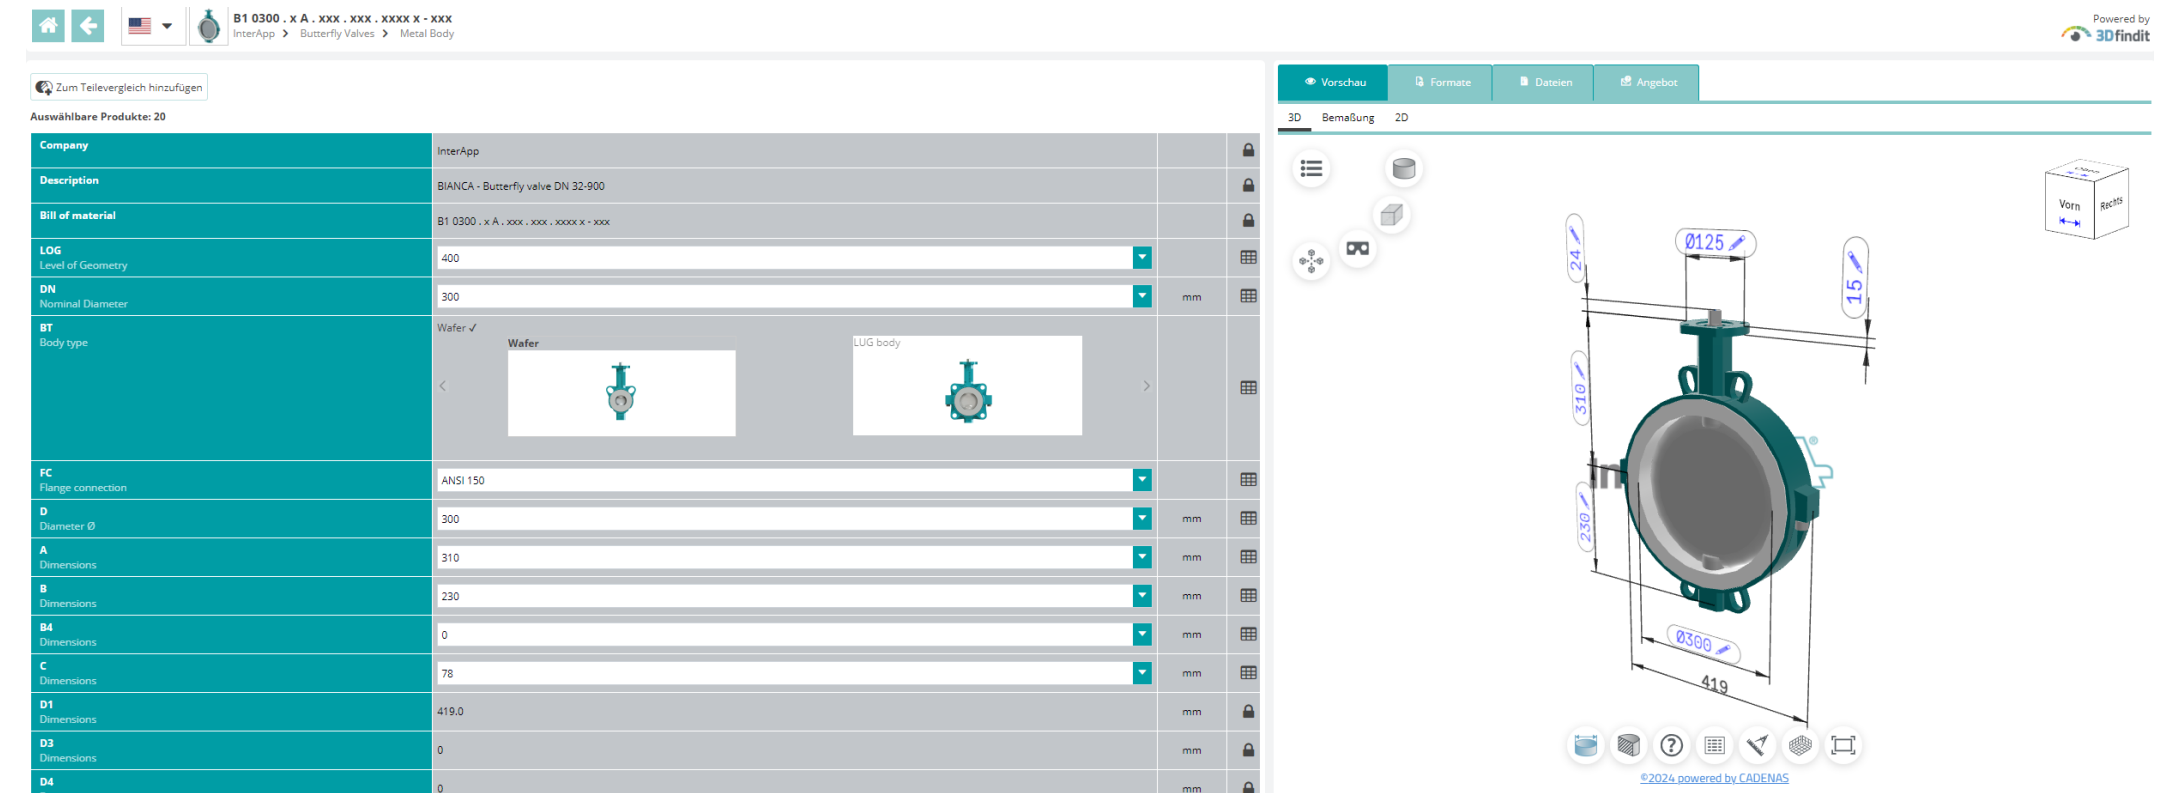 B1 0300 . x A . xxx . xxx . xxxx x - xxx
InterApp > Butterfly Valves > Metal Body
Powered by
3Dfindit
Zum Teilevergleich hinzufügen
Auswählbare Produkte: 20
Company
InterApp
Description
BIANCA - Butterfly valve DN 32-900
Bill of material
B1 0300 . x A . xxx . xxx . xxxx x - xxx
LOG
Level of Geometry
400
DN
Nominal Diameter
300
mm
BT
Body type
Wafer ✓
Wafer
LUG body
FC
Flange connection
ANSI 150
D
Diameter Ø
300
mm
A
Dimensions
310
mm
B
Dimensions
230
mm
B4
Dimensions
0
mm
C
Dimensions
78
mm
D1
Dimensions
419.0
mm
D3
Dimensions
0
mm
D4
0
mm
Vorschau
Formate
Dateien
Angebot
3D
Bemaßung
2D
Vorn
Rechts
24
Ø125
15
310
230
In
®
Ø300
419
©2024 powered by CADENAS